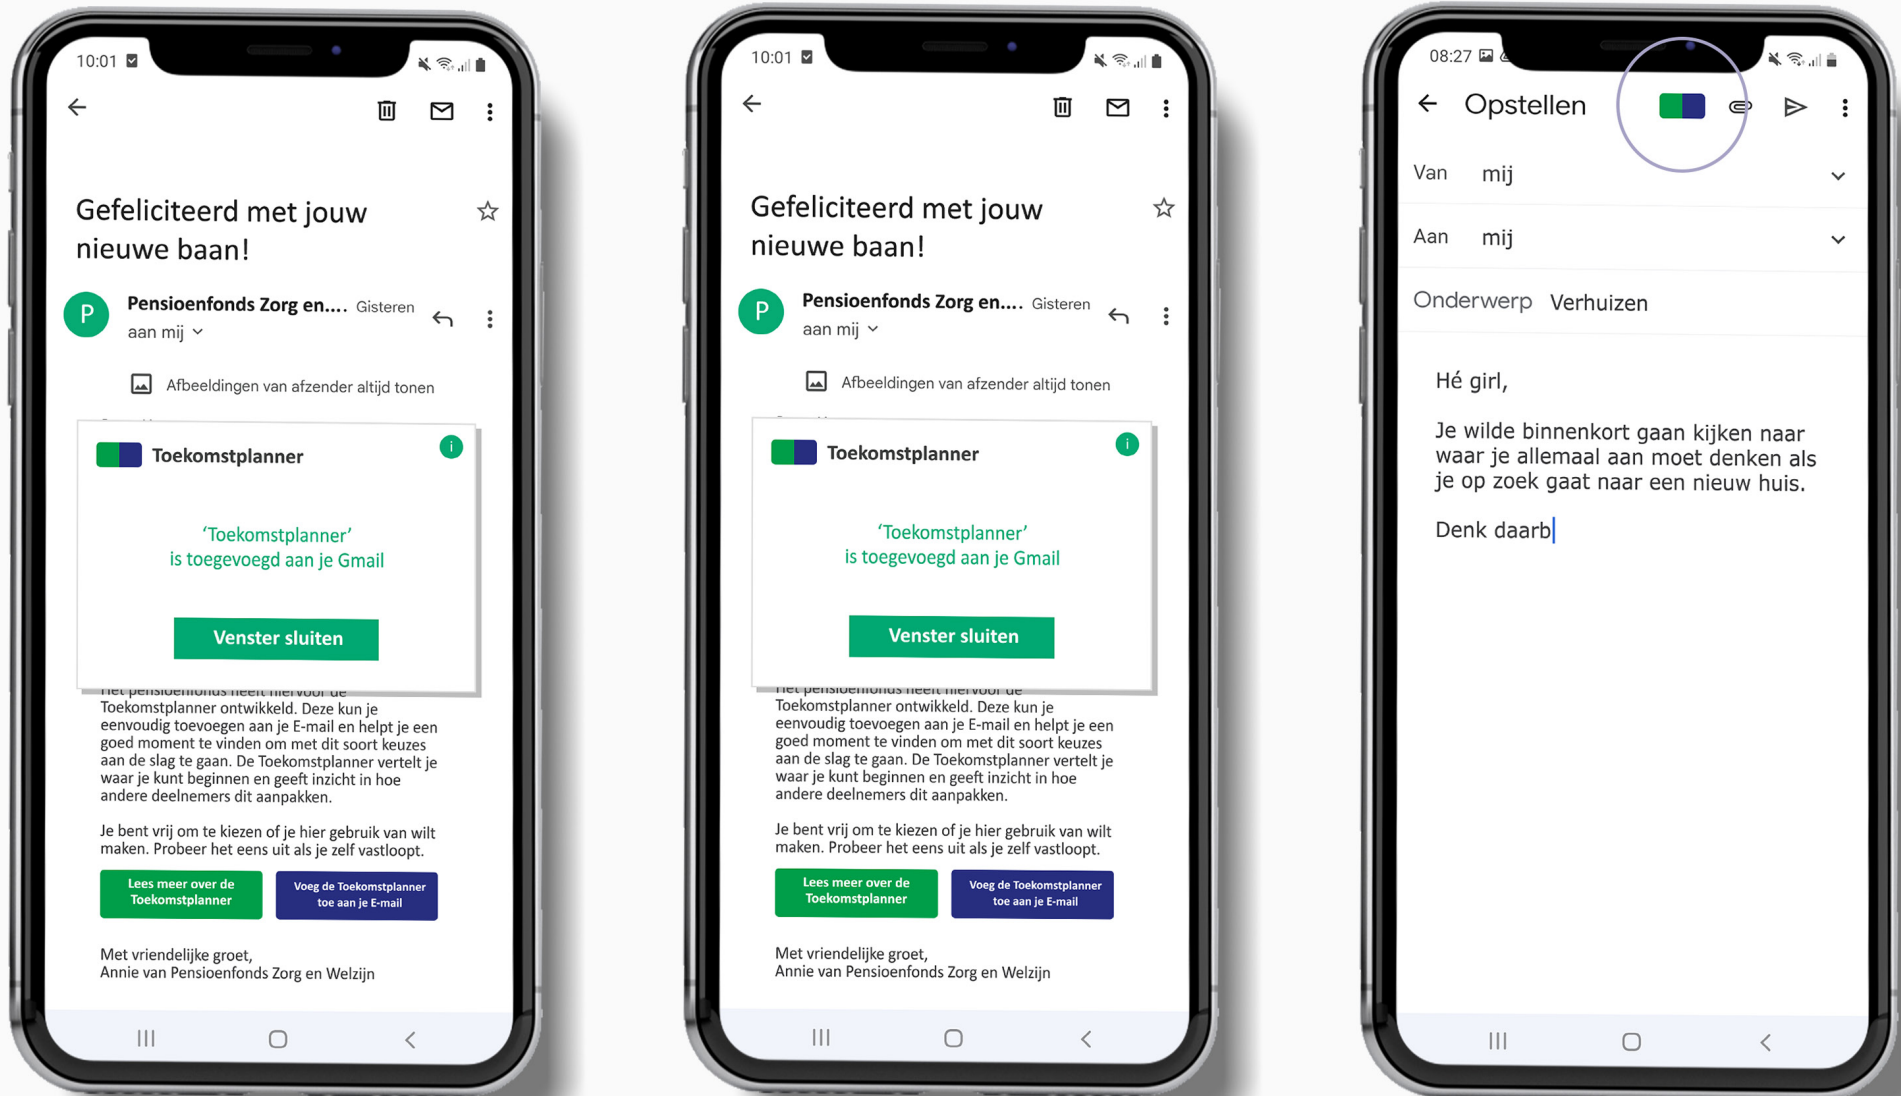 10:01
Gefeliciteerd met jouw
nieuwe baan!
P
Pensioenfonds Zorg en.... Gisteren
aan mij
Afbeeldingen van afzender altijd tonen
Toekomstplanner
i
‘Toekomstplanner’
is toegevoegd aan je Gmail
Venster sluiten
Het pensioenfonds heeft hiervoor de
Toekomstplanner ontwikkeld. Deze kun je
eenvoudig toevoegen aan je E-mail en helpt je een
goed moment te vinden om met dit soort keuzes
aan de slag te gaan. De Toekomstplanner vertelt je
waar je kunt beginnen en geeft inzicht in hoe
andere deelnemers dit aanpakken.
Je bent vrij om te kiezen of je hier gebruik van wilt
maken. Probeer het eens uit als je zelf vastloopt.
Lees meer over de
Toekomstplanner
Voeg de Toekomstplanner
toe aan je E-mail
Met vriendelijke groet,
Annie van Pensioenfonds Zorg en Welzijn
10:01
Gefeliciteerd met jouw
nieuwe baan!
P
Pensioenfonds Zorg en.... Gisteren
aan mij
Afbeeldingen van afzender altijd tonen
Toekomstplanner
i
‘Toekomstplanner’
is toegevoegd aan je Gmail
Venster sluiten
Het pensioenfonds heeft hiervoor de
Toekomstplanner ontwikkeld. Deze kun je
eenvoudig toevoegen aan je E-mail en helpt je een
goed moment te vinden om met dit soort keuzes
aan de slag te gaan. De Toekomstplanner vertelt je
waar je kunt beginnen en geeft inzicht in hoe
andere deelnemers dit aanpakken.
Je bent vrij om te kiezen of je hier gebruik van wilt
maken. Probeer het eens uit als je zelf vastloopt.
Lees meer over de
Toekomstplanner
Voeg de Toekomstplanner
toe aan je E-mail
Met vriendelijke groet,
Annie van Pensioenfonds Zorg en Welzijn
08:27
Opstellen
Van mij
Aan mij
Onderwerp Verhuizen
Hé girl,
Je wilde binnenkort gaan kijken naar
waar je allemaal aan moet denken als
je op zoek gaat naar een nieuw huis.
Denk daarb